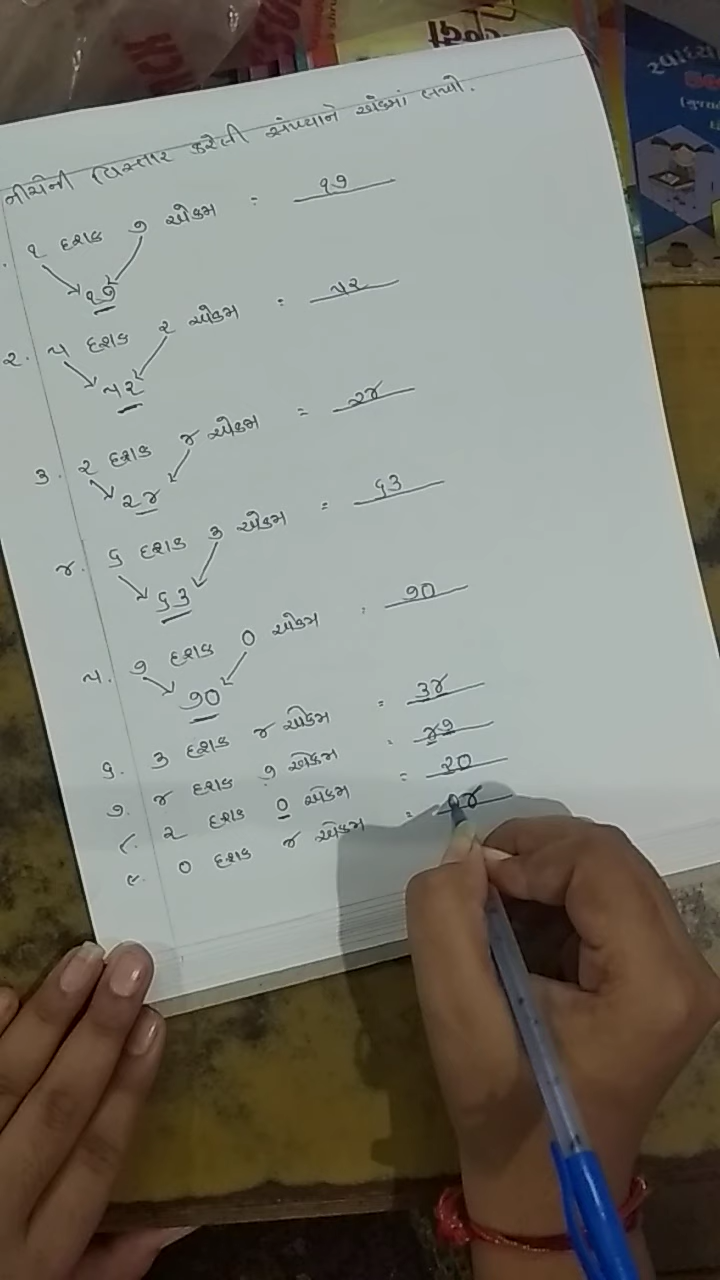 નીચેની વિસ્તાર કરેલી સંખ્યાને એકમાં લખો.
૧ દશક ૭ એકમ = ૧૭
૧૭
૨. ૫ દશક ૨ એકમ = ૫૨
૫૨
૩. ૨ દશક ૪ એકમ = ૨૪
૨૪
૪. ૬ દશક ૩ એકમ = ૬૩
૬૩
૫. ૭ દશક ૦ એકમ = ૭૦
૭૦
૬. ૩ દશક ૪ એકમ = ૩૪
૭. ૪ દશક ૭ એકમ = ૪૭
૮. ૨ દશક ૦ એકમ = ૨૦
૯. ૦ દશક ૪ એકમ = ૦૪